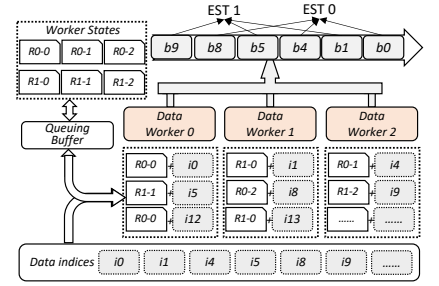 EST 1 EST 0
Worker States
R0-0 R0-1 R0-2
b9 b8 b5 b4 b1 b0
R1-0 R1-1 R1-2
Queuing Buffer
Data Worker 0
Data Worker 1
Data Worker 2
R0-0 + i0 R1-0 + i1 R0-1 + i4
R1-1 + i5 R0-2 + i8 R1-2 + i9
R0-0 + i12 R1-0 + i13 ...... + ......
Data indices i0 i1 i4 i5 i8 i9 ......